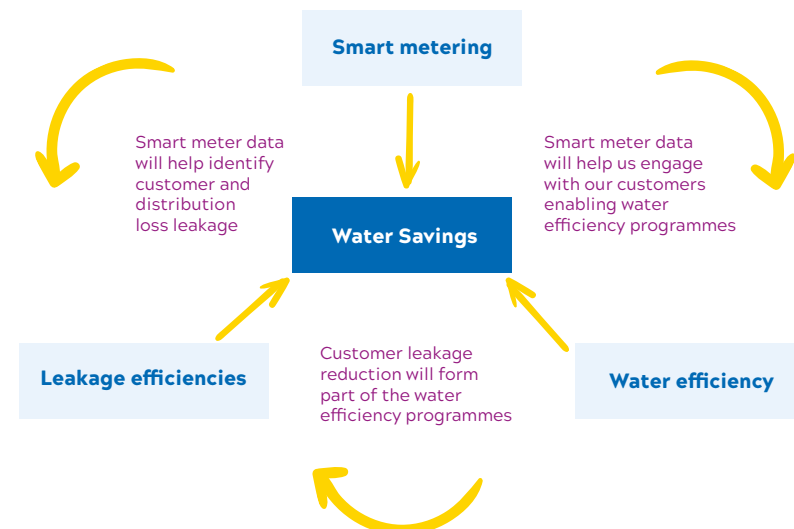 Smart metering
Smart meter data
will help identify
customer and
distribution
loss leakage
Smart meter data
will help us engage
with our customers
enabling water
efficiency programmes
Water Savings
Leakage efficiencies
Customer leakage
reduction will form
part of the water
efficiency programmes
Water efficiency